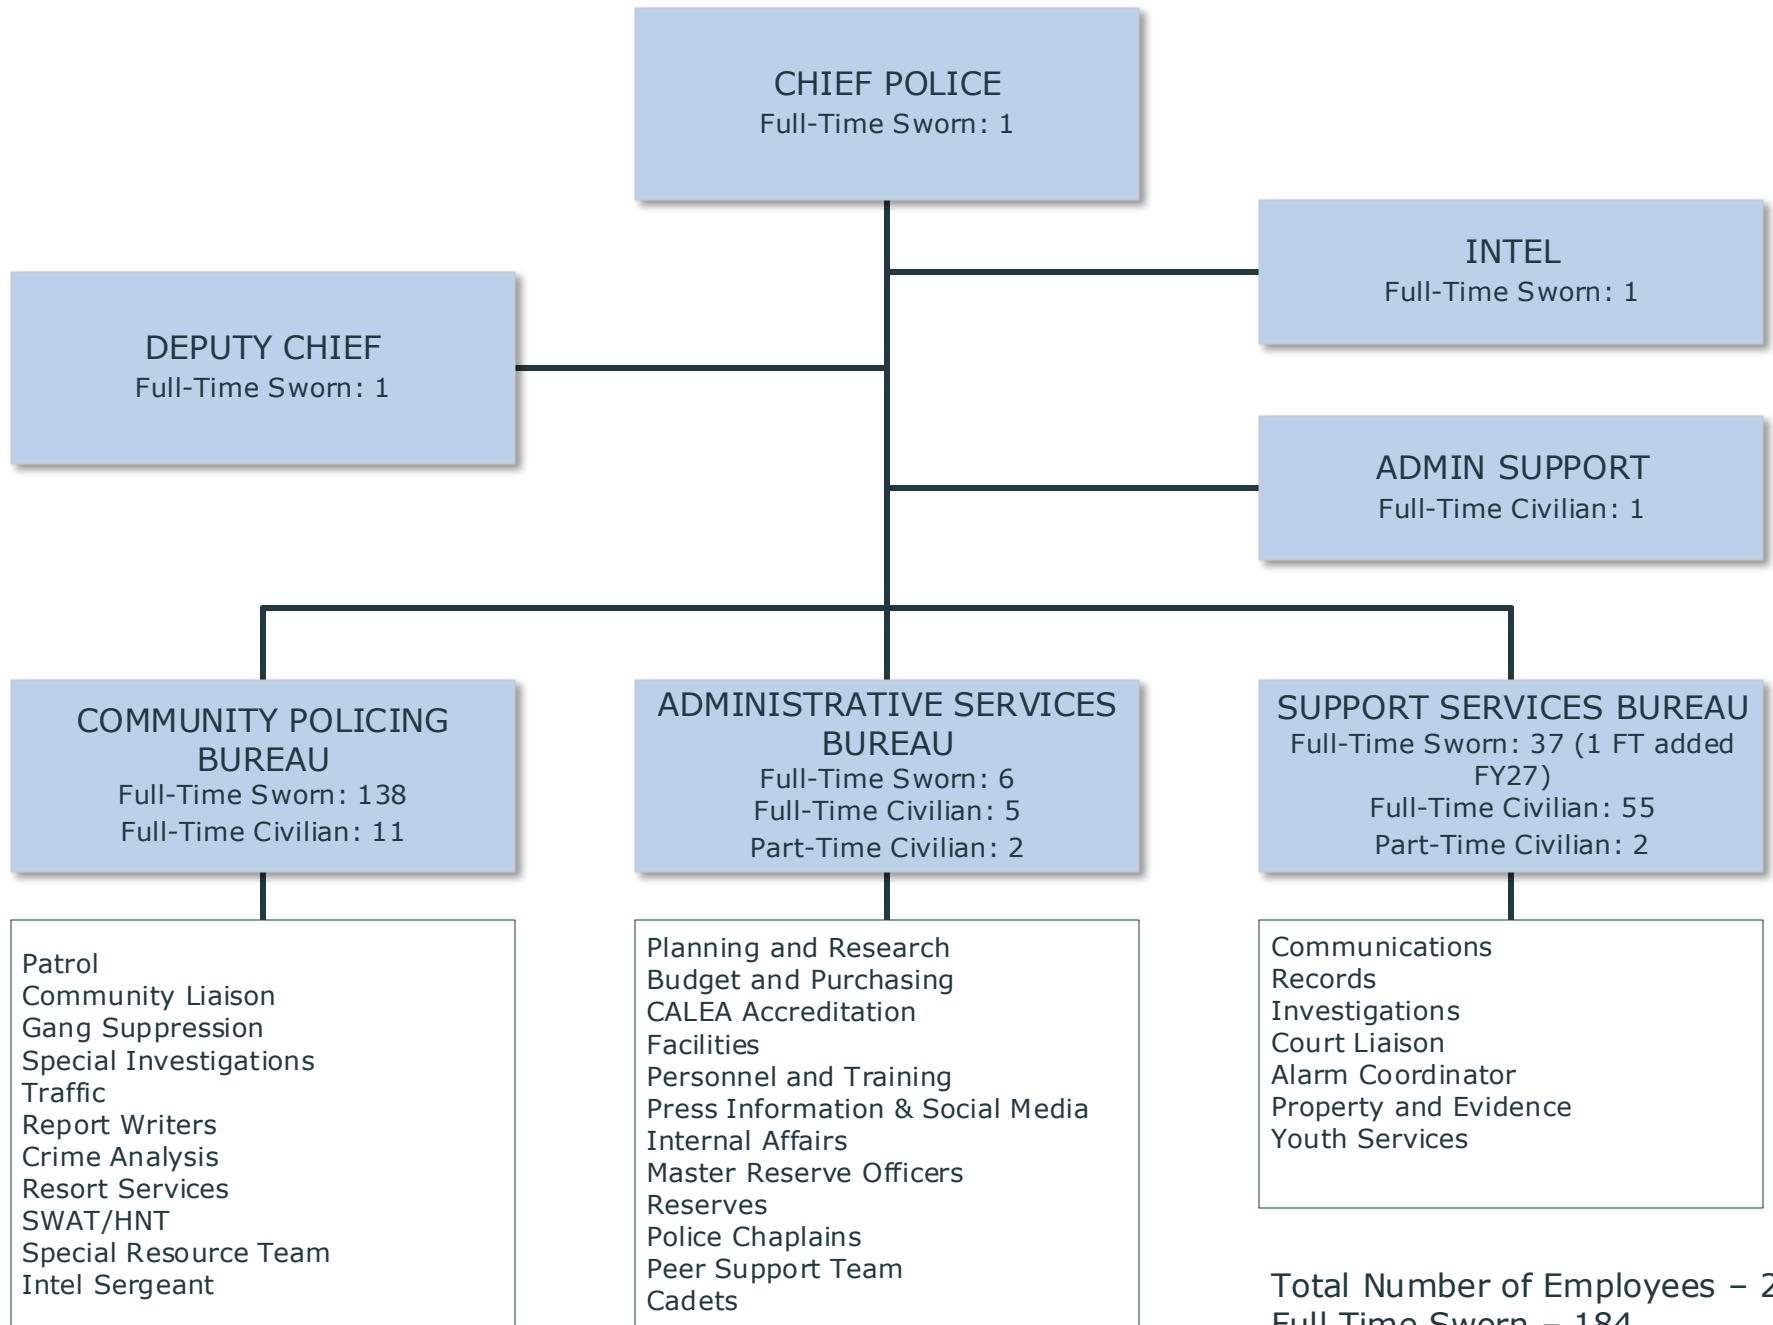 CHIEF POLICE
Full-Time Sworn: 1
INTEL
Full-Time Sworn: 1
DEPUTY CHIEF
Full-Time Sworn: 1
ADMIN SUPPORT
Full-Time Civilian: 1
COMMUNITY POLICING
BUREAU
Full-Time Sworn: 138
Full-Time Civilian: 11
ADMINISTRATIVE SERVICES
BUREAU
Full-Time Sworn: 6
Full-Time Civilian: 5
Part-Time Civilian: 2
SUPPORT SERVICES BUREAU
Full-Time Sworn: 37 (1 FT added
FY27)
Full-Time Civilian: 55
Part-Time Civilian: 2
Patrol
Community Liaison
Gang Suppression
Special Investigations
Traffic
Report Writers
Crime Analysis
Resort Services
SWAT/HNT
Special Resource Team
Intel Sergeant
Planning and Research
Budget and Purchasing
CALEA Accreditation
Facilities
Personnel and Training
Press Information & Social Media
Internal Affairs
Master Reserve Officers
Reserves
Police Chaplains
Peer Support Team
Cadets
Communications
Records
Investigations
Court Liaison
Alarm Coordinator
Property and Evidence
Youth Services
Total Number of Employees –
Full Time Sworn – 184